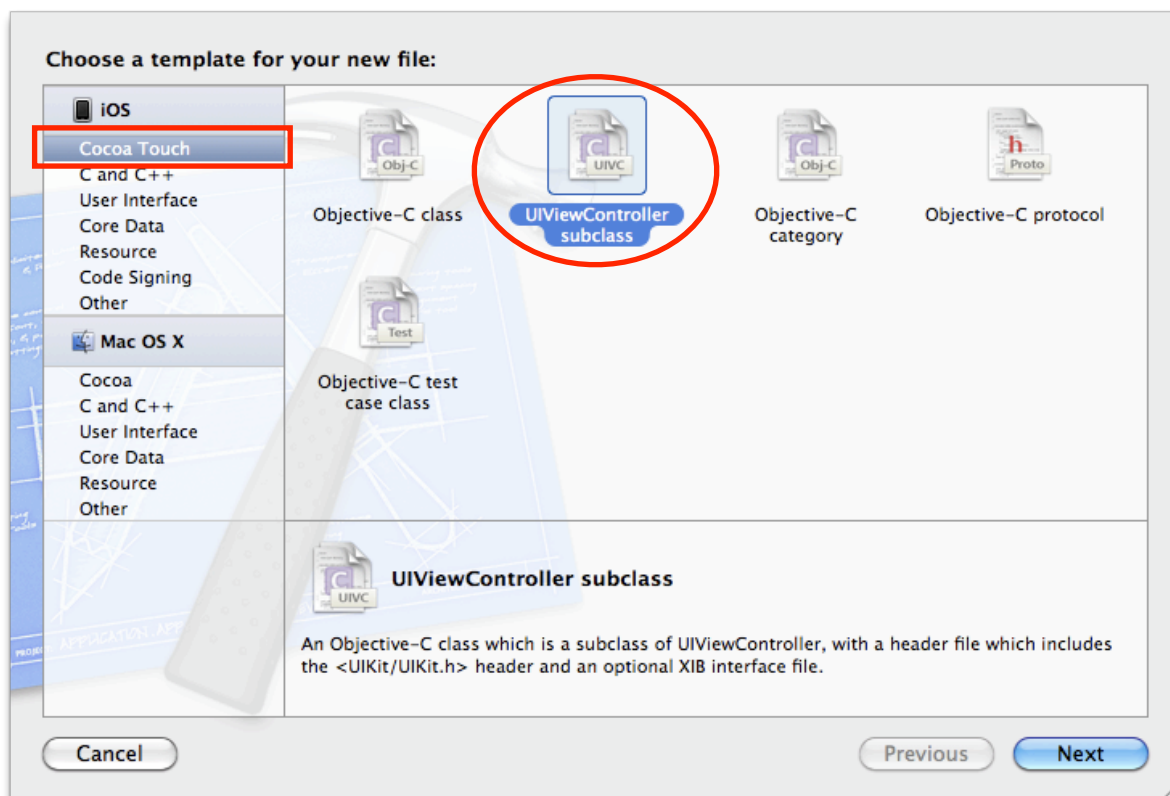 Choose a template for your new file:
iOS
Cocoa Touch
C and C++
User Interface
Core Data
Resource
Code Signing
Other
Mac OS X
Cocoa
C and C++
User Interface
Core Data
Resource
Other
Obj-C
Objective-C class
UIVC
UIViewController
subclass
Obj-C
Objective-C
category
h
Proto
Objective-C protocol
Test
Objective-C test
case class
UIVC
UIViewController subclass
An Objective-C class which is a subclass of UIViewController, with a header file which includes
the <UIKit/UIKit.h> header and an optional XIB interface file.
Cancel
Previous
Next